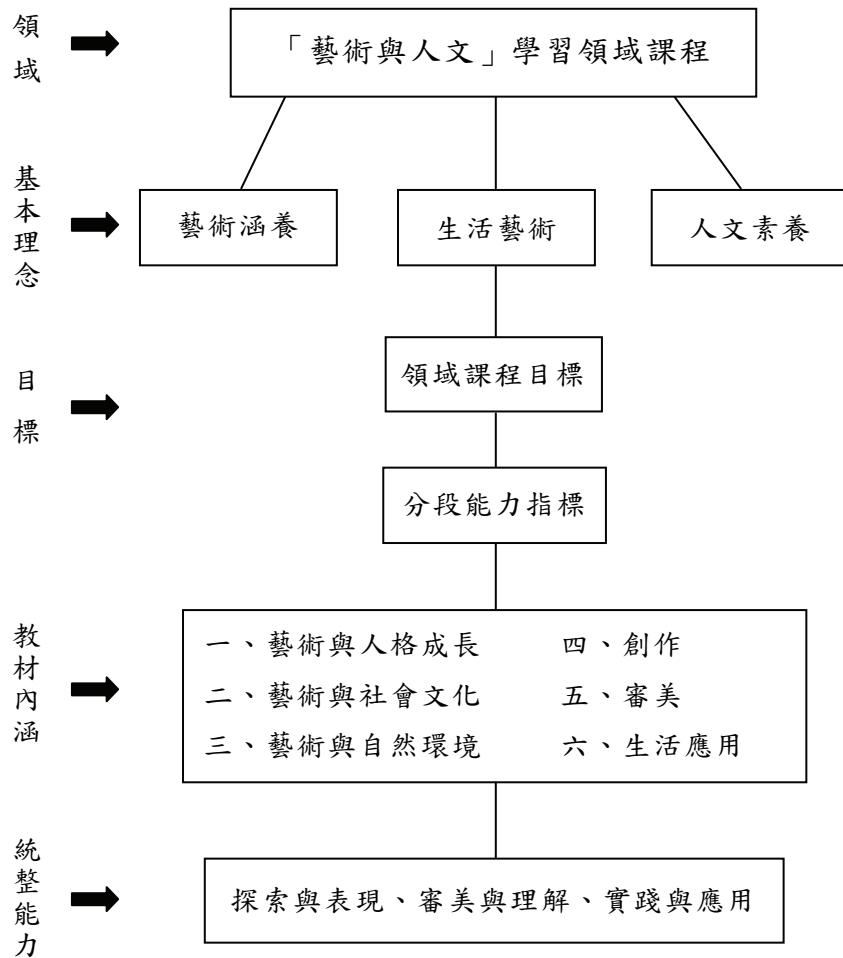 領域
「藝術與人文」學習領域課程
基本理念
藝術涵養
生活藝術
人文素養
目標
領域課程目標
分段能力指標
教材內涵
一、藝術與人格成長
四、創作
二、藝術與社會文化
五、審美
三、藝術與自然環境
六、生活應用
統整能力
探索與表現、審美與理解、實踐與應用